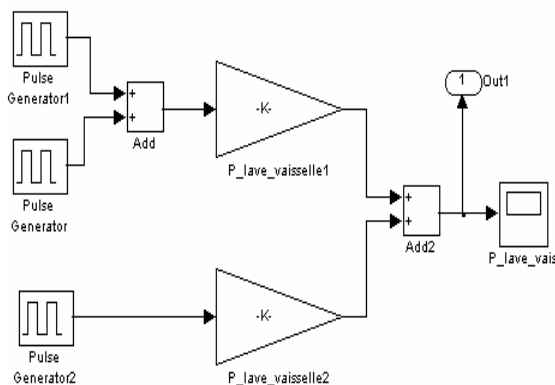 Pulse
Generator1
+
+
Add
-K-
P_lave_vaisselle1
1
Out1
Pulse
Generator
+
+
Add2
P_lave_vais
-K-
Pulse
Generator2
P_lave_vaisselle2